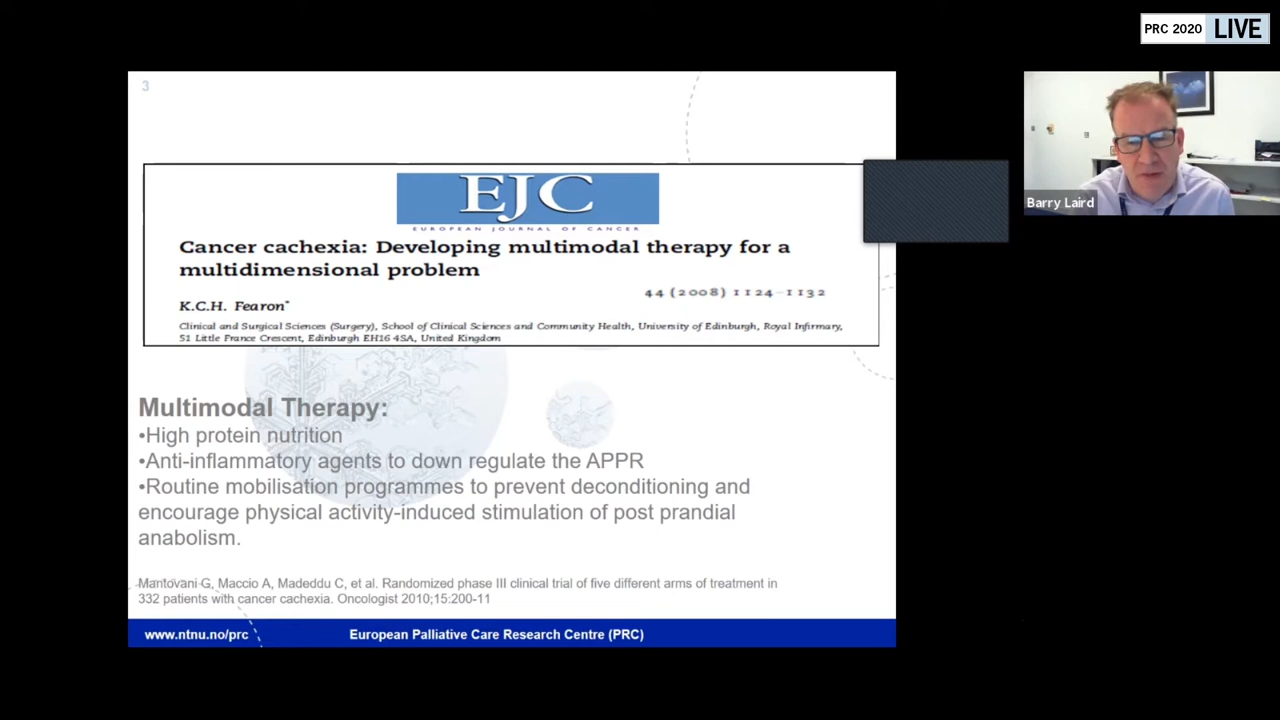 PRC 2020 LIVE
3
EJC
EUROPEAN JOURNAL OF CANCER
Cancer cachexia: Developing multimodal therapy for a
multidimensional problem
44 (2008) 1124–1132
K.C.H. Fearon*
Clinical and Surgical Sciences (Surgery), School of Clinical Sciences and Community Health, University of Edinburgh, Royal Infirmary,
51 Little France Crescent, Edinburgh EH16 4SA, United Kingdom
Multimodal Therapy:
•High protein nutrition
•Anti-inflammatory agents to down regulate the APPR
•Routine mobilisation programmes to prevent deconditioning and
encourage physical activity-induced stimulation of post prandial
anabolism.
Mantovani G, Maccio A, Madeddu C, et al. Randomized phase III clinical trial of five different arms of treatment in
332 patients with cancer cachexia. Oncologist 2010;15:200-11
www.ntnu.no/prc European Palliative Care Research Centre (PRC)
Barry Laird